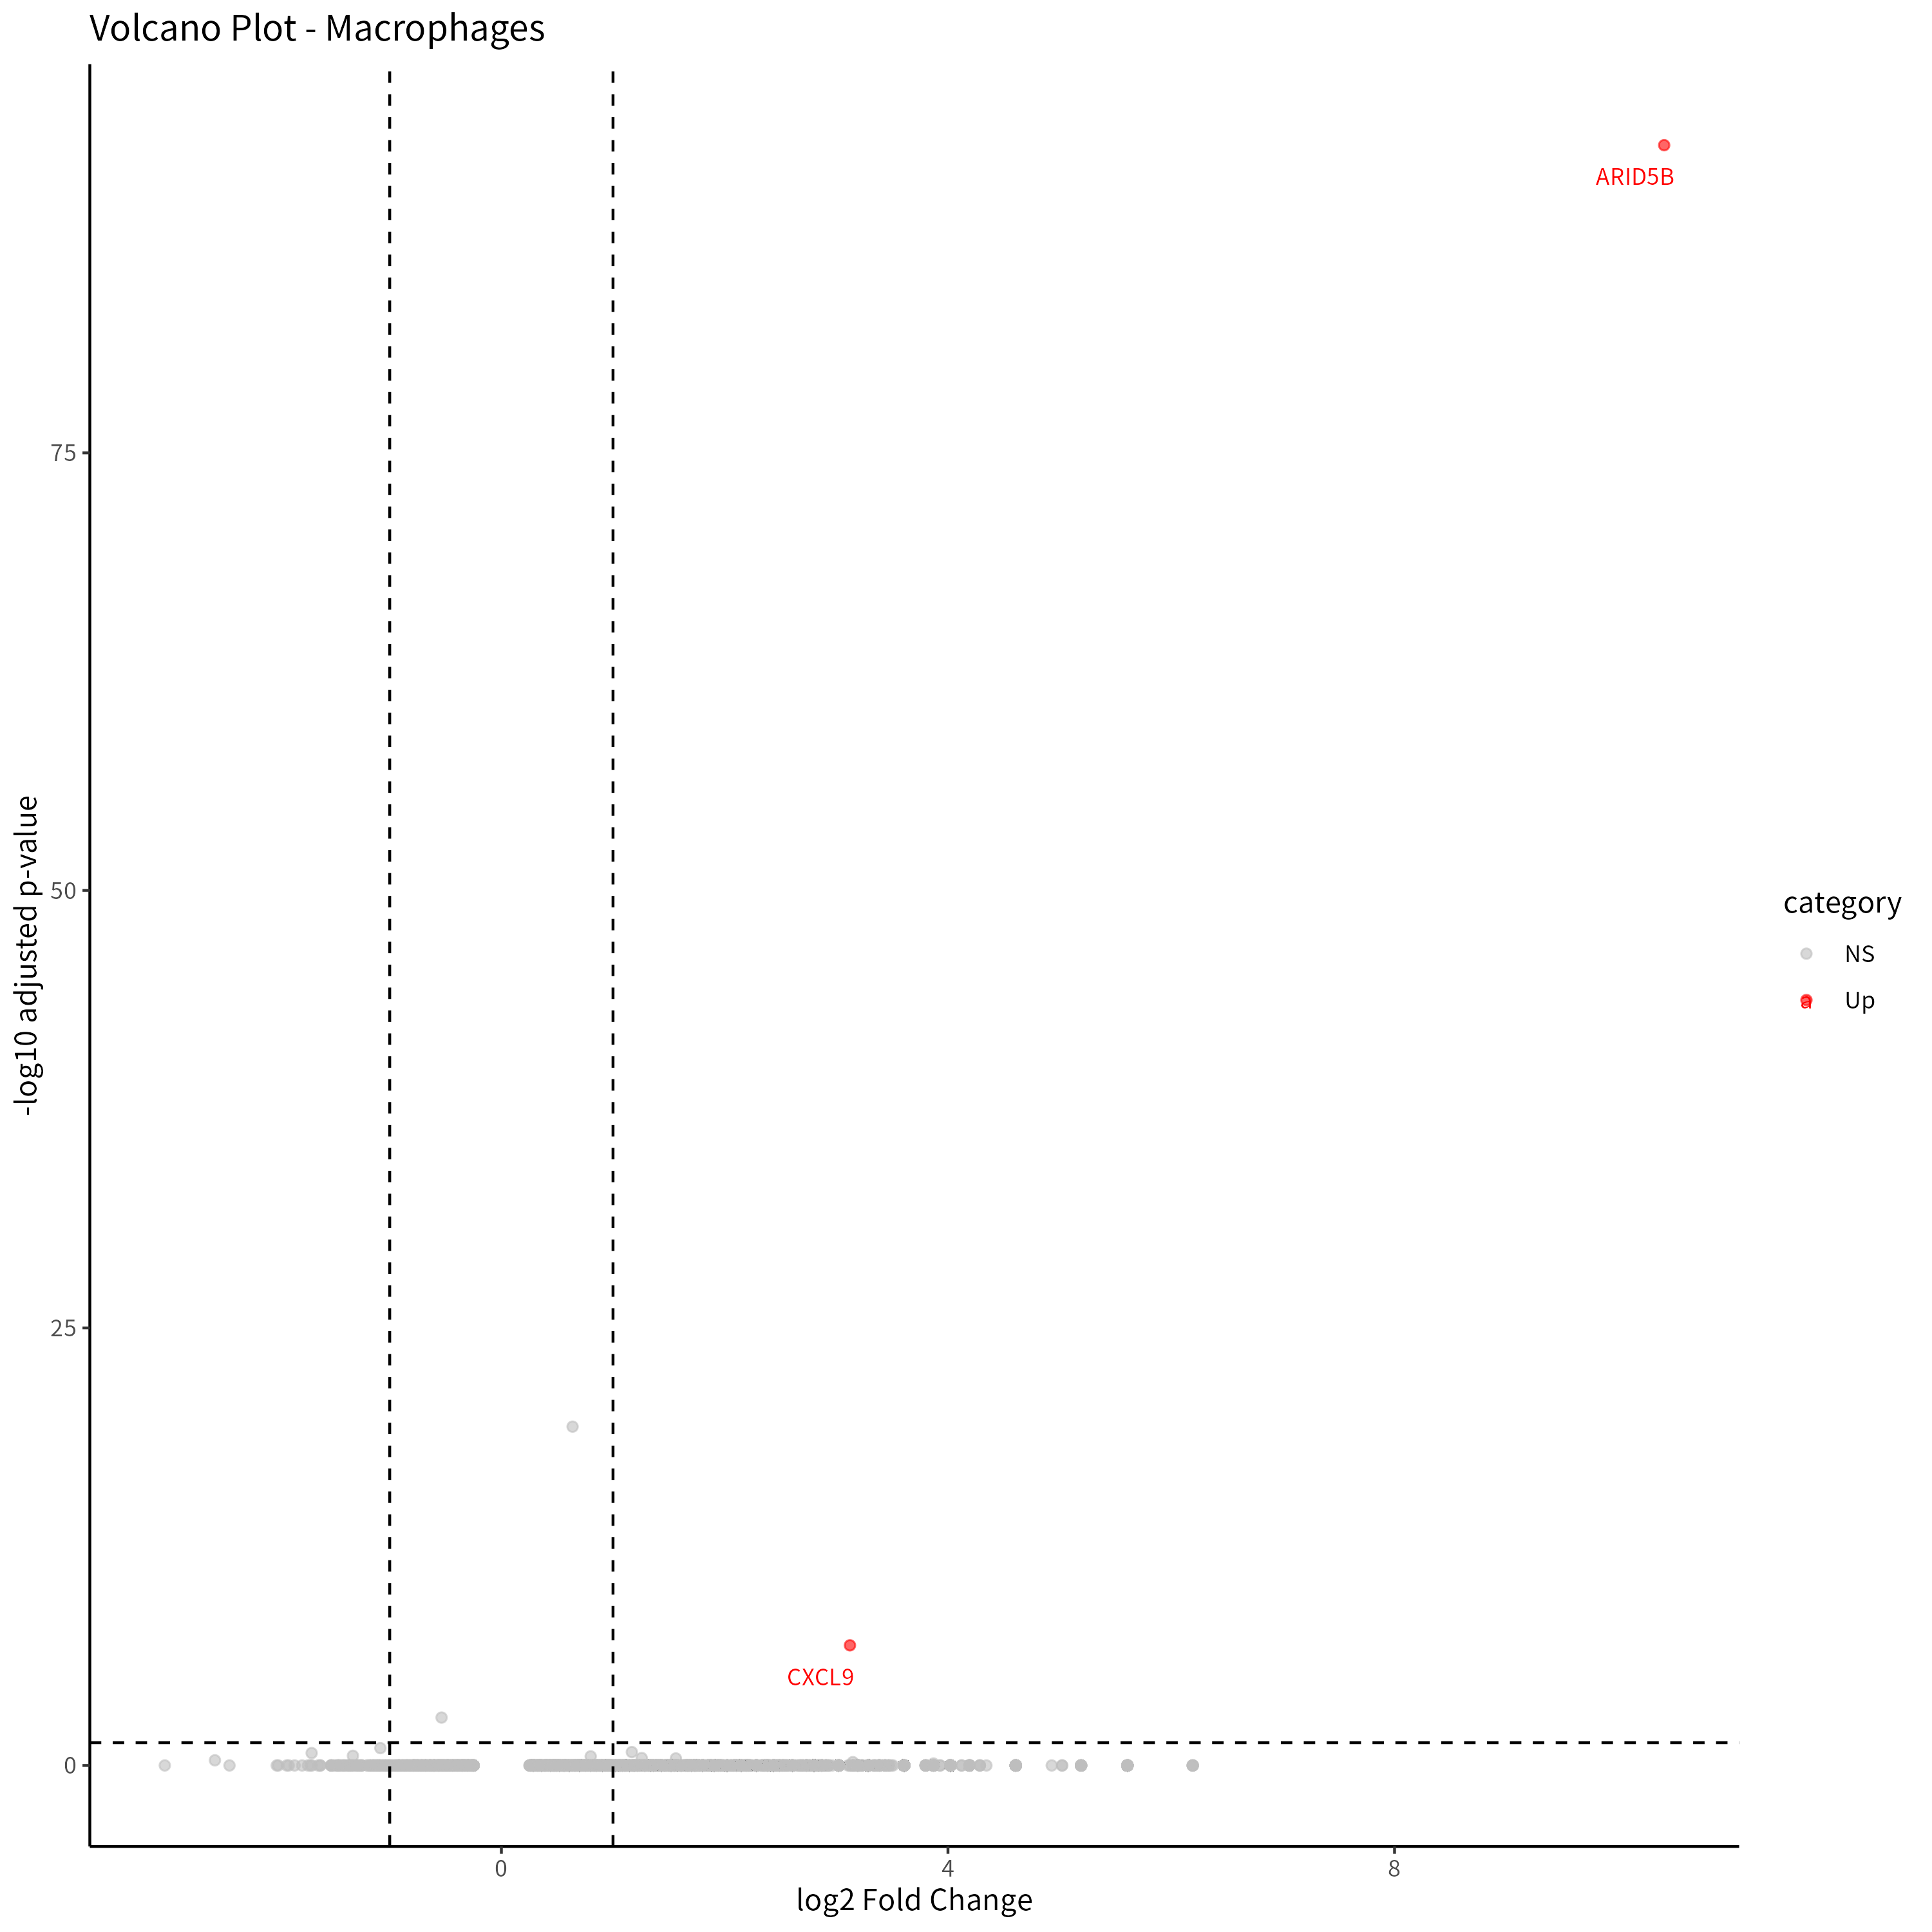 Volcano Plot - Macrophages
ARID5B
75
-log10 adjusted p-value
50
category
NS
a Up
25
CXCL9
0
0 4 8
log2 Fold Change